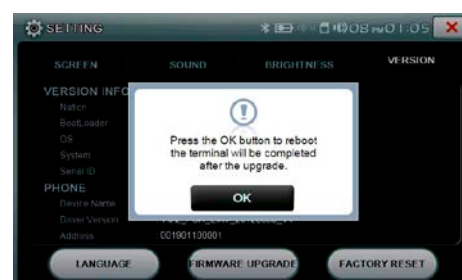 SETTING
PM 01:05
SCREEN SOUND BRIGHTNESS VERSION
VERSION INFO
Nation
BootLoader
OS
System
Serial ID
PHONE
Device Name
Driver Version
Address 001901100001
Press the OK button to reboot
the terminal will be completed
after the upgrade.
OK
LANGUAGE FIRMWARE UPGRADE FACTORY RESET